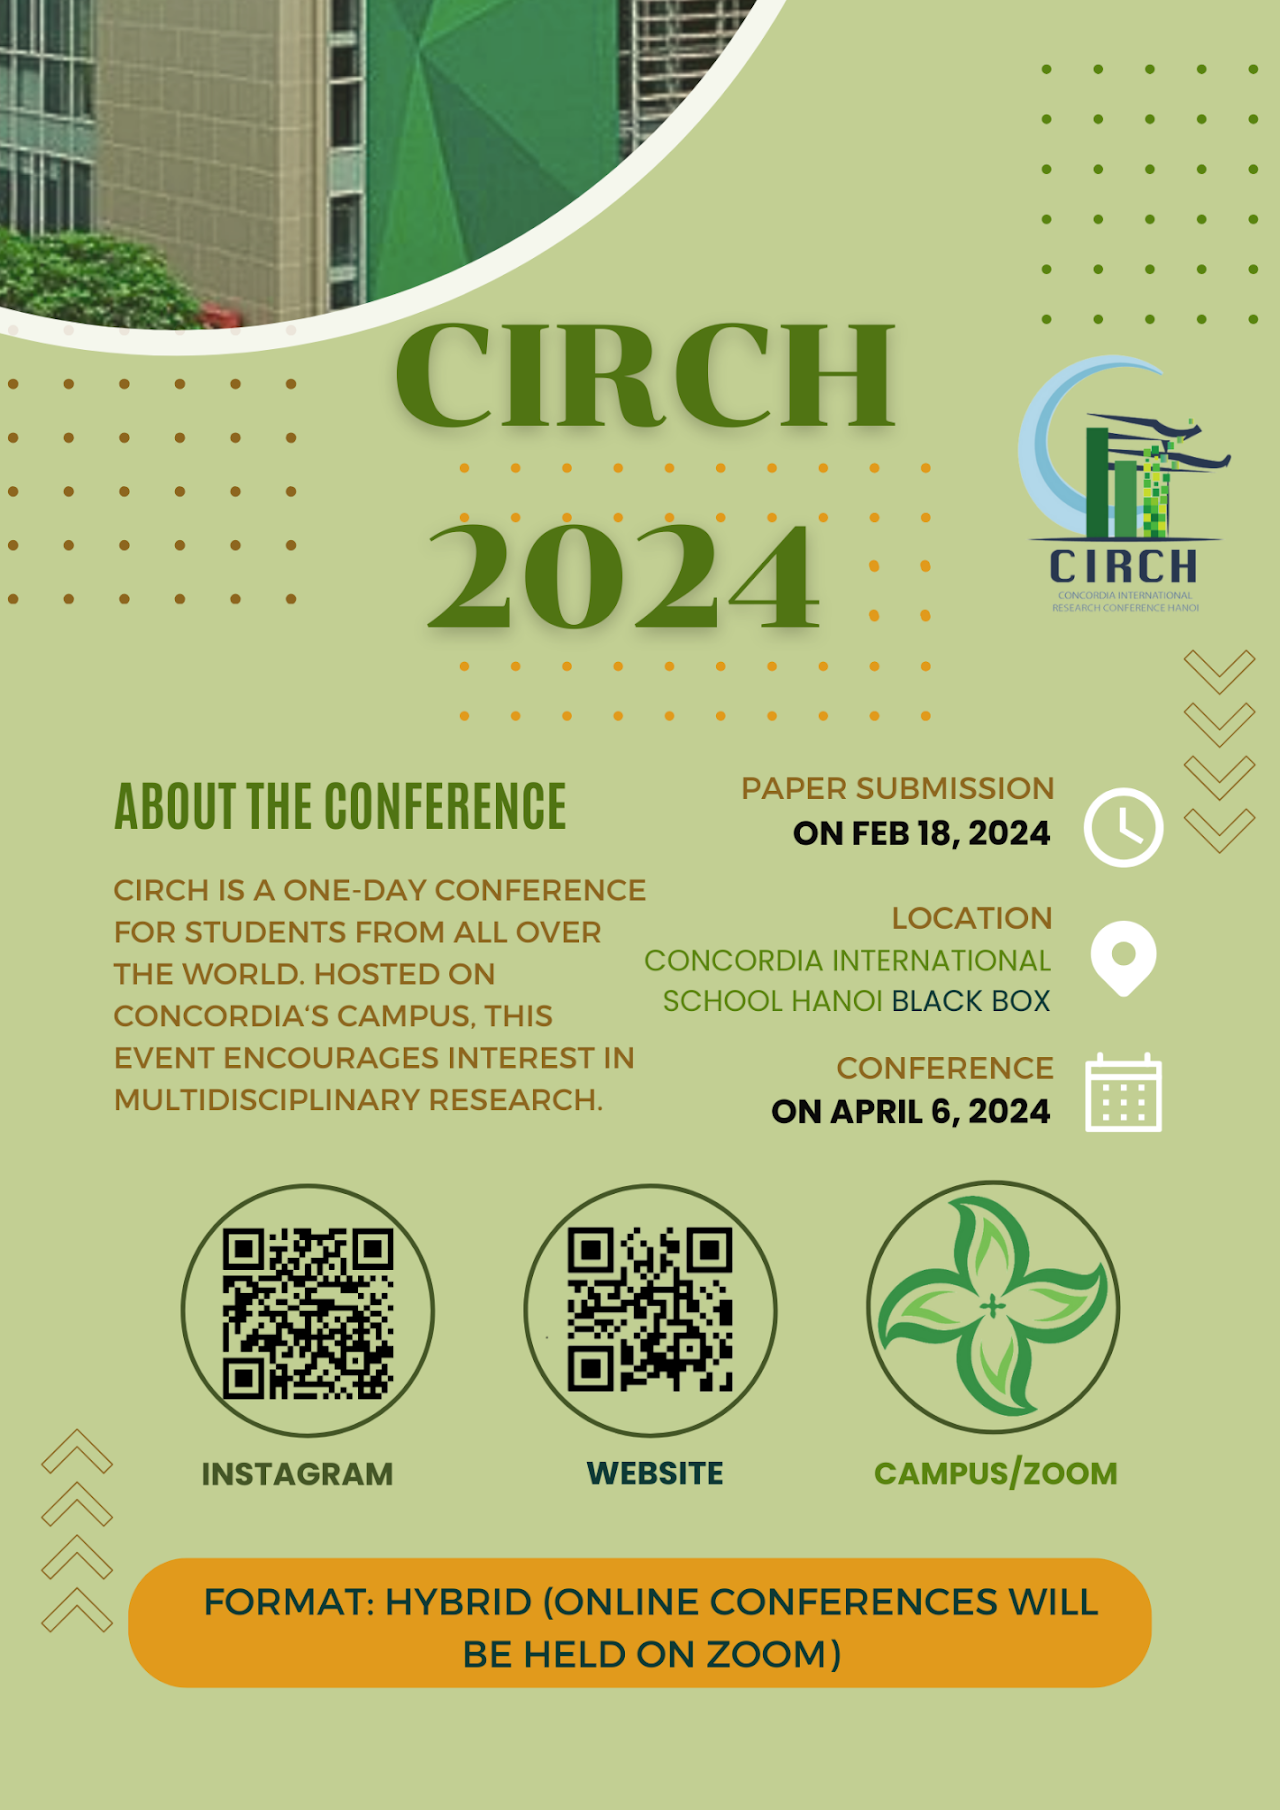 CIRCH
2024
CIRCH
CONCORDIA INTERNATIONAL
RESEARCH CONFERENCE HANOI
ABOUT THE CONFERENCE
CIRCH IS A ONE-DAY CONFERENCE
FOR STUDENTS FROM ALL OVER
THE WORLD. HOSTED ON
CONCORDIA‘S CAMPUS, THIS
EVENT ENCOURAGES INTEREST IN
MULTIDISCIPLINARY RESEARCH.
PAPER SUBMISSION
ON FEB 18, 2024
LOCATION
CONCORDIA INTERNATIONAL
SCHOOL HANOI BLACK BOX
CONFERENCE
ON APRIL 6, 2024
INSTAGRAM
WEBSITE
CAMPUS/ZOOM
FORMAT: HYBRID (ONLINE CONFERENCES WILL
BE HELD ON ZOOM)